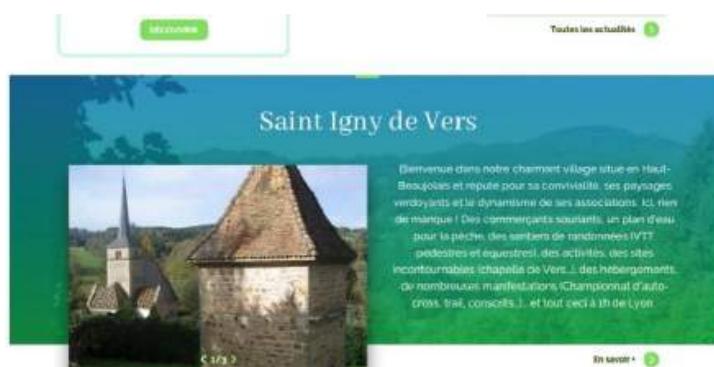 DÉCOUVRIR
Toutes les actualités
Saint Igny de Vers
Bienvenue dans notre charmant village situé en Haut-
Beaujolais et réputé pour sa convivialité, ses paysages
verdoyants et le dynamisme de ses associations. Ici, rien
de manque ! Des commerçants souriants, un plan d'eau
pour la pêche, des sentiers de randonnées (VTT,
pédestres et équestres), des activités, des sites
incontournables (chapelle de Vers...), des hébergements,
de nombreuses manifestations (Championnat d'auto-
cross, trail, conscrits...)... et tout ceci à 1h de Lyon.
< 1/3 >
En savoir +